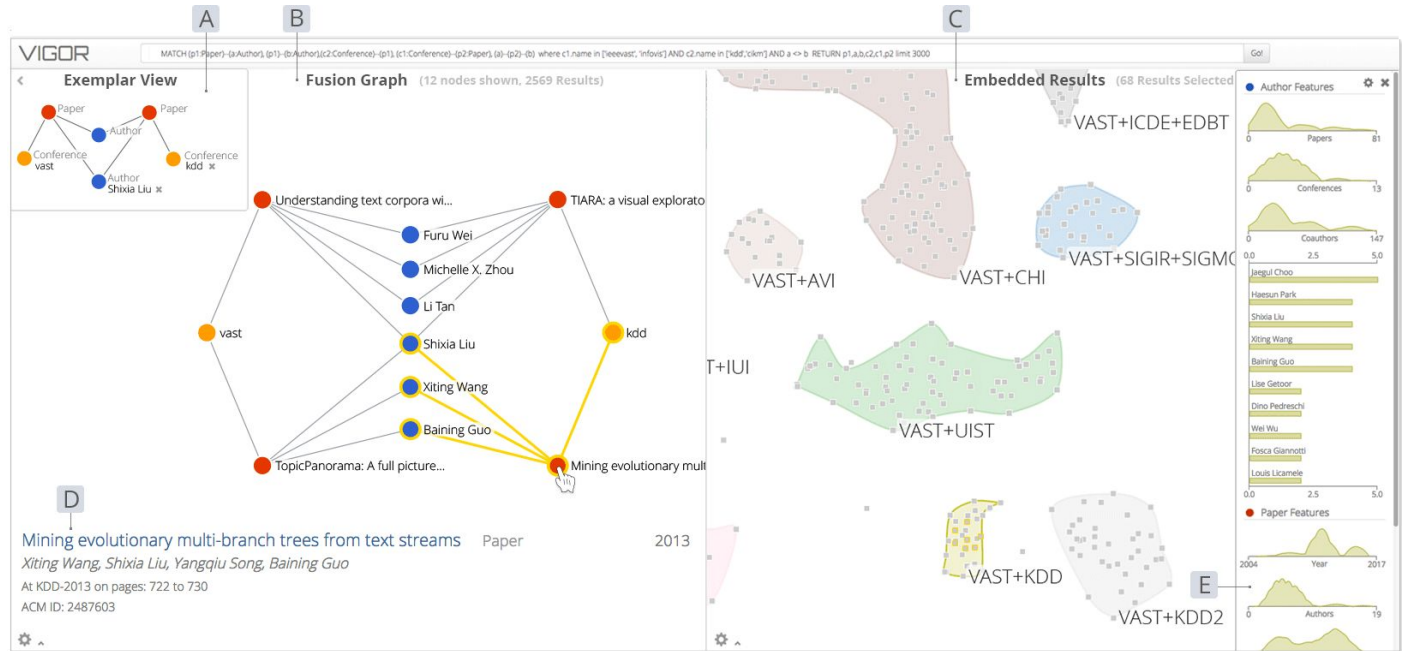 A
B
C
VIGOR
MATCH (p1:Paper)--(a:Author), (p1)--(b:Author),(c2:Conference)--(p1), (c1:Conference)--(p2:Paper), (a)--(p2)--(b) where c1.name in ['ieeevast', 'infovis'] AND c2.name in ['kdd','cikm'] AND a <> b RETURN p1,a,b,c2,c1,p2 limit 3000
Go!
Exemplar View
Paper
Paper
Author
Conference
vast
Conference
kdd
Author
Shixia Liu
Fusion Graph (12 nodes shown, 2569 Results)
Understanding text corpora wi...
TIARA: a visual explorato
Furu Wei
Michelle X. Zhou
Li Tan
vast
Shixia Liu
kdd
Xiting Wang
Baining Guo
TopicPanorama: A full picture...
Mining evolutionary mul
D
Mining evolutionary multi-branch trees from text streams Paper 2013
Xiting Wang, Shixia Liu, Yangqiu Song, Baining Guo
At KDD-2013 on pages: 722 to 730
ACM ID: 2487603
Embedded Results (68 Results Selected
VAST+ICDE+EDBT
VAST+SIGIR+SIGMO
VAST+AVI
VAST+CHI
T+IUI
VAST+UIST
VAST+KDD
VAST+KDD2
E
Author Features
0 Papers 81
0 Conferences 13
0 Coauthors 147
0.0 2.5 5.0
Jaegul Choo
Haesun Park
Shixia Liu
Xiting Wang
Baining Guo
Lise Getoor
Dino Pedreschi
Wei Wu
Fosca Giannotti
Louis Licamele
0.0 2.5 5.0
Paper Features
2004 Year 2017
0 Authors 19